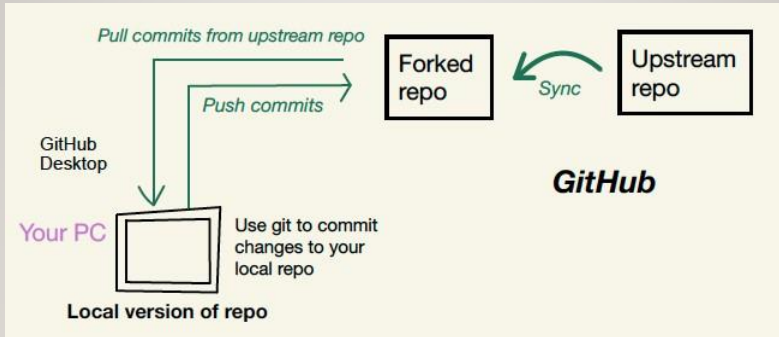 Pull commits from upstream repo
Push commits
Forked
repo
Sync
Upstream
repo
GitHub
Desktop
GitHub
Your PC
Use git to commit
changes to your
local repo
Local version of repo